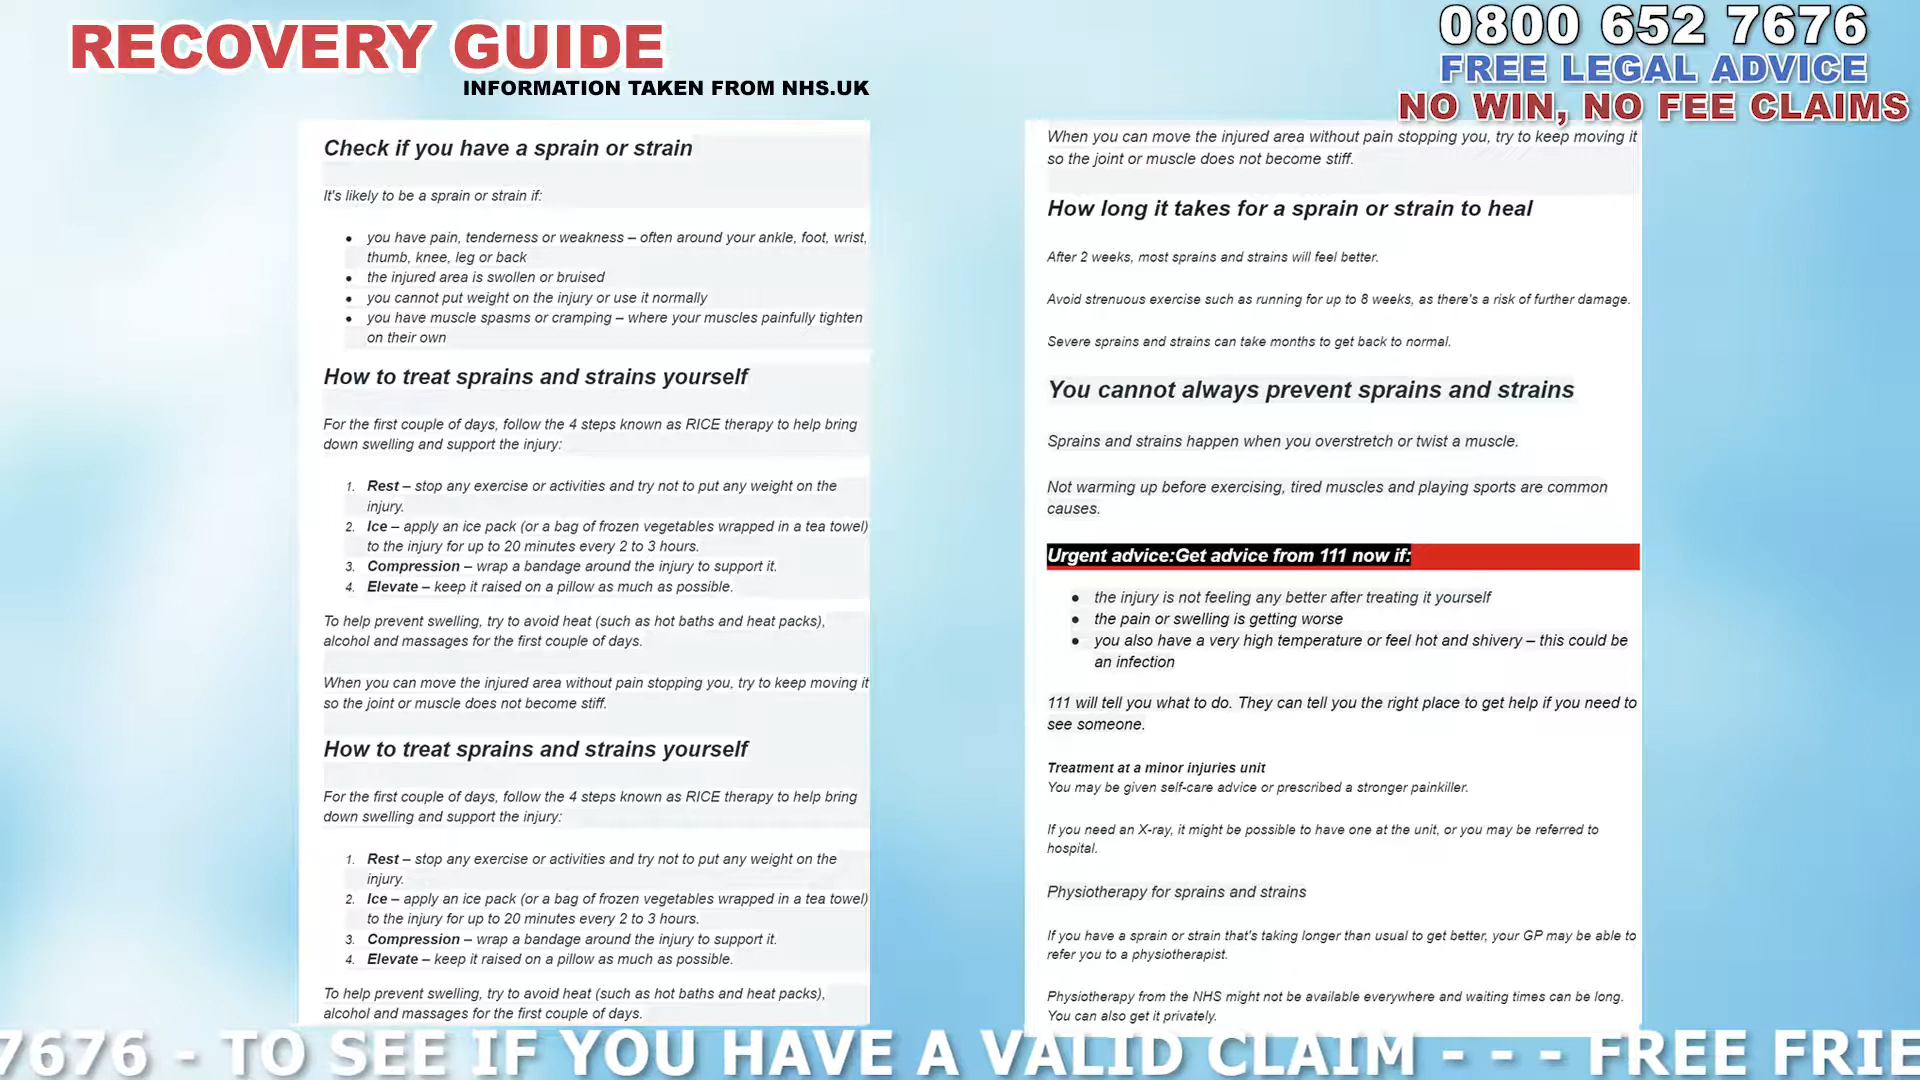 RECOVERY GUIDE
INFORMATION TAKEN FROM NHS.UK
0800 652 7676
FREE LEGAL ADVICE
NO WIN, NO FEE CLAIMS
Check if you have a sprain or strain
It's likely to be a sprain or strain if:
• you have pain, tenderness or weakness – often around your ankle, foot, wrist,
thumb, knee, leg or back
• the injured area is swollen or bruised
• you cannot put weight on the injury or use it normally
• you have muscle spasms or cramping – where your muscles painfully tighten
on their own
How to treat sprains and strains yourself
For the first couple of days, follow the 4 steps known as RICE therapy to help bring
down swelling and support the injury:
1. Rest – stop any exercise or activities and try not to put any weight on the
injury.
2. Ice – apply an ice pack (or a bag of frozen vegetables wrapped in a tea towel)
to the injury for up to 20 minutes every 2 to 3 hours.
3. Compression – wrap a bandage around the injury to support it.
4. Elevate – keep it raised on a pillow as much as possible.
To help prevent swelling, try to avoid heat (such as hot baths and heat packs),
alcohol and massages for the first couple of days.
When you can move the injured area without pain stopping you, try to keep moving it
so the joint or muscle does not become stiff.
How to treat sprains and strains yourself
For the first couple of days, follow the 4 steps known as RICE therapy to help bring
down swelling and support the injury:
1. Rest – stop any exercise or activities and try not to put any weight on the
injury.
2. Ice – apply an ice pack (or a bag of frozen vegetables wrapped in a tea towel)
to the injury for up to 20 minutes every 2 to 3 hours.
3. Compression – wrap a bandage around the injury to support it.
4. Elevate – keep it raised on a pillow as much as possible.
To help prevent swelling, try to avoid heat (such as hot baths and heat packs),
alcohol and massages for the first couple of days.
When you can move the injured area without pain stopping you, try to keep moving it
so the joint or muscle does not become stiff.
How long it takes for a sprain or strain to heal
After 2 weeks, most sprains and strains will feel better.
Avoid strenuous exercise such as running for up to 8 weeks, as there's a risk of further damage.
Severe sprains and strains can take months to get back to normal.
You cannot always prevent sprains and strains
Sprains and strains happen when you overstretch or twist a muscle.
Not warming up before exercising, tired muscles and playing sports are common
causes.
Urgent advice:Get advice from 111 now if:
• the injury is not feeling any better after treating it yourself
• the pain or swelling is getting worse
• you also have a very high temperature or feel hot and shivery – this could be
an infection
111 will tell you what to do. They can tell you the right place to get help if you need to
see someone.
Treatment at a minor injuries unit
You may be given self-care advice or prescribed a stronger painkiller.
If you need an X-ray, it might be possible to have one at the unit, or you may be referred to
hospital.
Physiotherapy for sprains and strains
If you have a sprain or strain that's taking longer than usual to get better, your GP may be able to
refer you to a physiotherapist.
Physiotherapy from the NHS might not be available everywhere and waiting times can be long.
You can also get it privately.
7676 - TO SEE IF YOU HAVE A VALID CLAIM - - - FREE FRIE